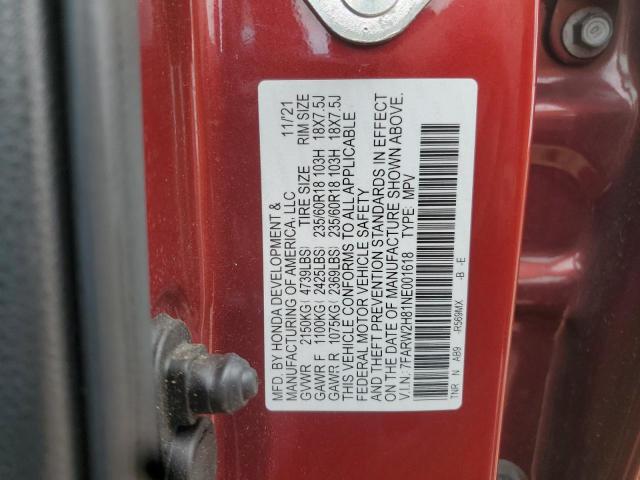 MFD. BY HONDA DEVELOPMENT & 11/'21
MANUFACTURING OF AMERICA, LLC
GVWR 2150KG( 4739LBS) TIRE SIZE RIM SIZE
GAWR F 1100KG( 2425LBS) 235/60R18 103H 18X7.5J
GAWR R 1075KG( 2369LBS) 235/60R18 103H 18X7.5J
THIS VEHICLE CONFORMS TO ALL APPLICABLE
FEDERAL MOTOR VEHICLE SAFETY
AND THEFT PREVENTION STANDARDS IN EFFECT
ON THE DATE OF MANUFACTURE SHOWN ABOVE.
V.I.N.: 7FARW2H81NE001618 TYPE: MPV
TNR N AB9 -R569MX -B -E